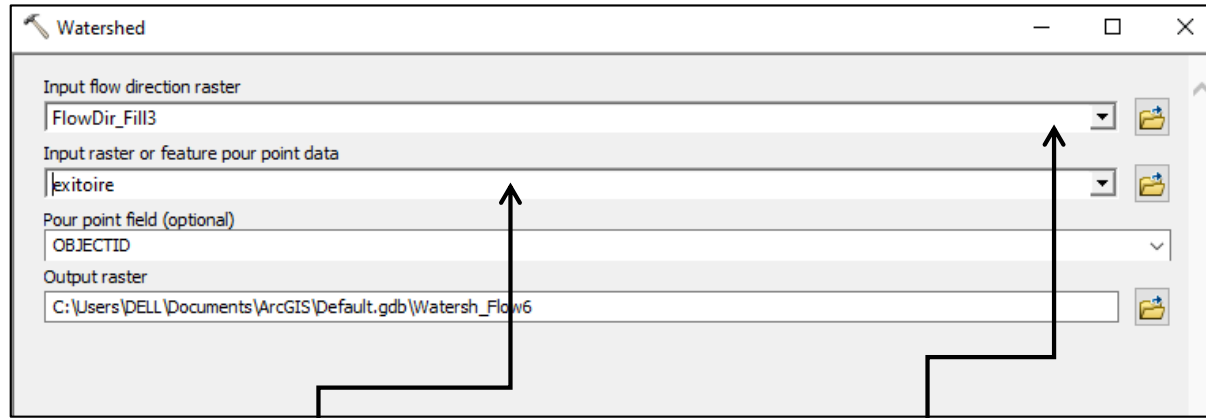 Watershed
Input flow direction raster
FlowDir_Fill3
Input raster or feature pour point data
exitoire
Pour point field (optional)
OBJECTID
Output raster
C:\Users\DELL\Documents\ArcGIS\Default.gdb\Watersh_Flow6